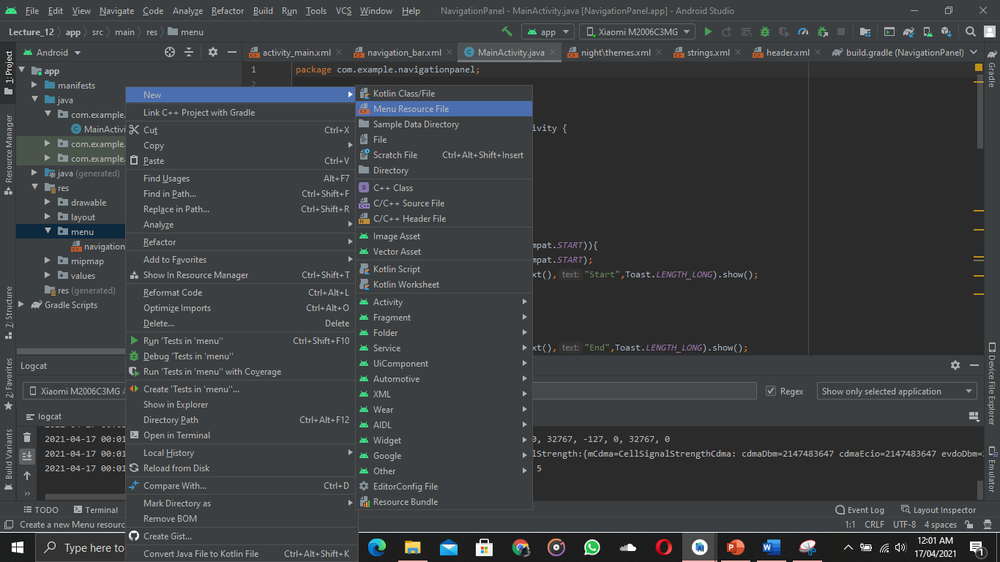 File Edit View Navigate Code Analyze Refactor Build Run Tools VCS Window Help NavigationPanel - MainActivity.java [NavigationPanel.app] - Android Studio
Lecture_12 app src main res menu app Xiaomi M2006C3MG
Android activity_main.xml navigation_bar.xml MainActivity.java night\themes.xml strings.xml header.xml build.gradle (NavigationPanel)
1: Project
Resource Manager
7: Structure
2: Favorites
Build Variants
app
manifests
java
com.example.
MainActivi
com.example.
com.example.
java (generated)
res
drawable
layout
menu
navigation
mipmap
values
res (generated)
Gradle Scripts
New
Link C++ Project with Gradle
Cut Ctrl+X
Copy
Paste Ctrl+V
Find Usages Alt+F7
Find in Path... Ctrl+Shift+F
Replace in Path... Ctrl+Shift+R
Analyze
Refactor
Add to Favorites
Show In Resource Manager Ctrl+Shift+T
Reformat Code Ctrl+Alt+L
Optimize Imports Ctrl+Alt+O
Delete... Delete
Run 'Tests in 'menu'' Ctrl+Shift+F10
Debug 'Tests in 'menu''
Run 'Tests in 'menu'' with Coverage
Create 'Tests in 'menu''...
Show in Explorer
Directory Path Ctrl+Alt+F12
Open in Terminal
Local History
Reload from Disk
Compare With... Ctrl+D
Mark Directory as
Remove BOM
Create Gist...
Convert Java File to Kotlin File Ctrl+Alt+Shift+K
Kotlin Class/File
Menu Resource File
Sample Data Directory
File
Scratch File Ctrl+Alt+Shift+Insert
Directory
C++ Class
C/C++ Source File
C/C++ Header File
Image Asset
Vector Asset
Kotlin Script
Kotlin Worksheet
Activity
Fragment
Folder
Service
UiComponent
Automotive
XML
Wear
AIDL
Widget
Google
Other
EditorConfig File
Resource Bundle
1 package com.example.navigationpanel;
2
ivity {
mpat.START)){
mpat.START);
xt(), text: "Start",Toast.LENGTH_LONG).show();
xt(), text: "End",Toast.LENGTH_LONG).show();
Gradle
Device File Explorer
Emulator
Logcat
Xiaomi M2006C3MG A Regex Show only selected application
logcat
2021-04-17 00:01 0, 32767, -127, 0, 32767, 0
2021-04-17 00:01 lStrength:{mCdma=CellSignalStrengthCdma: cdmaDbm=2147483647 cdmaEcio=2147483647 evdoDbm=
2021-04-17 00:01 5
TODO Terminal Event Log Layout Inspector
Create a new Menu resourc 1:1 CRLF UTF-8 4 spaces
Type here to 12:01 AM
17/04/2021
1